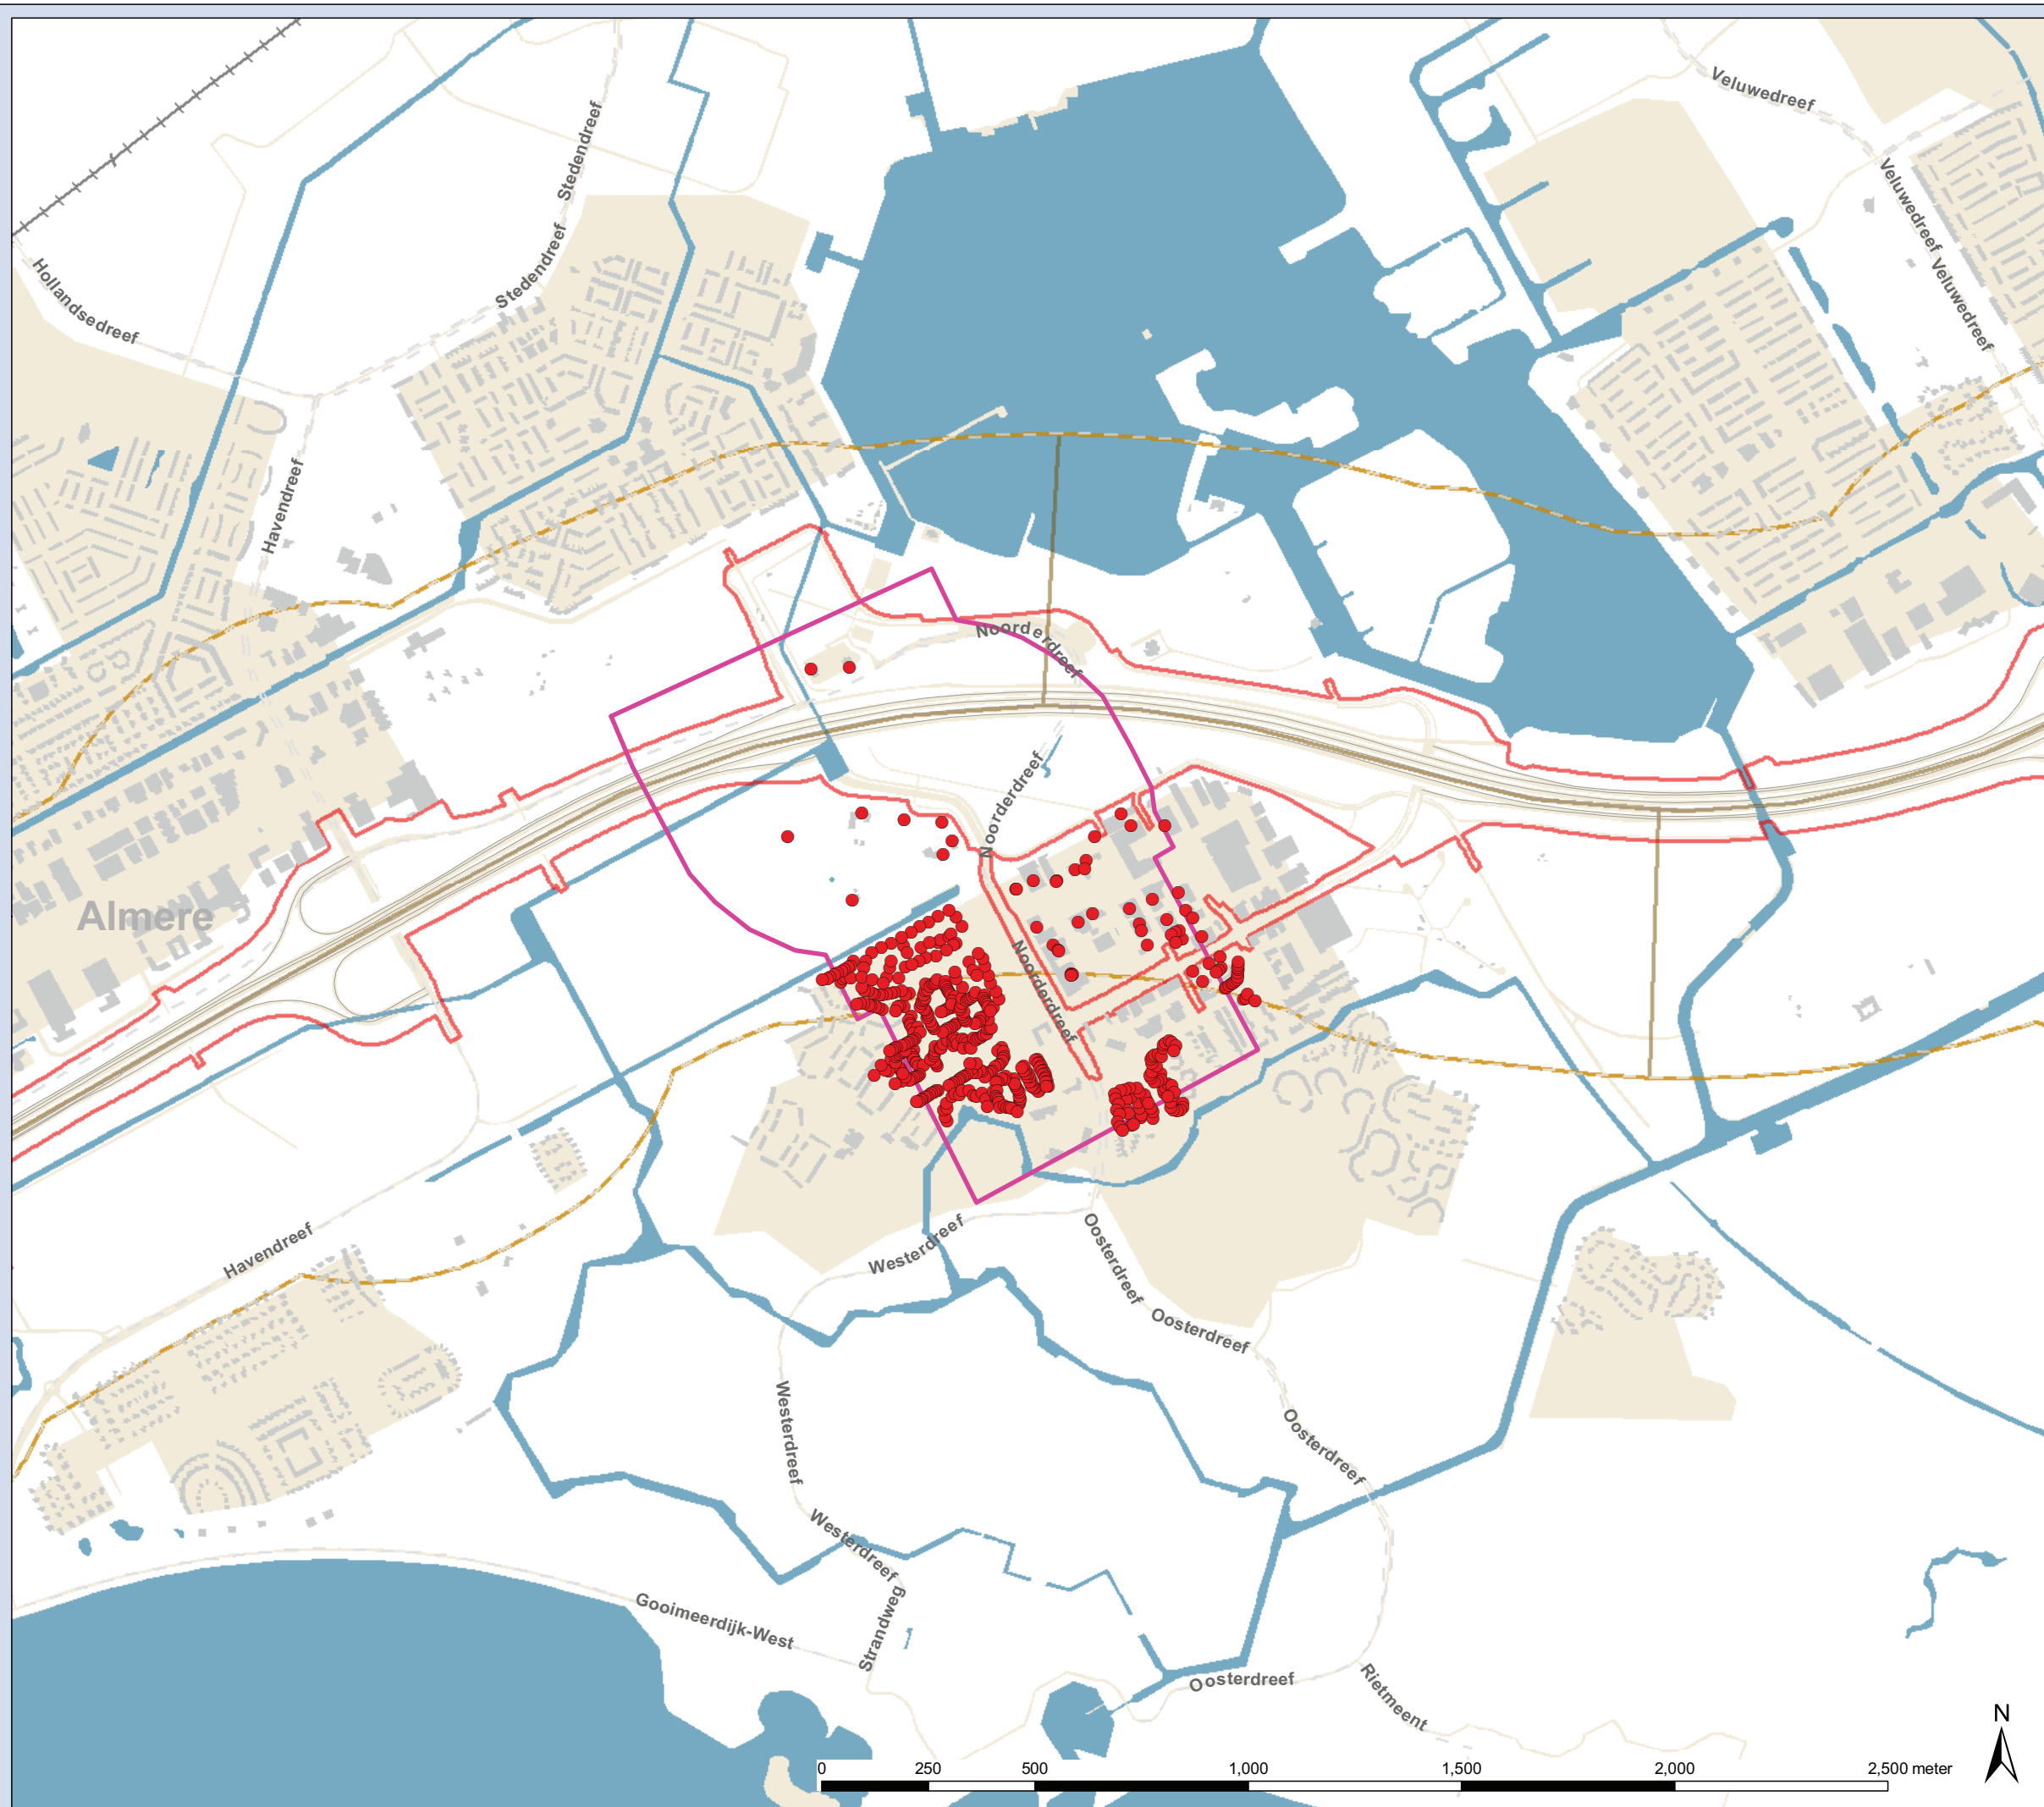 Veluwedreef
Stedendreef
Veluwedreef
Stedendreef
Hollandsedreef
Veluwedreef
Havendreef
Noorderdreef
Noorderdreef
Almere
Noorderdreef
Westerdreef
Oosterdreef
Havendreef
Oosterdreef
Westerdreef
Oosterdreef
Westerdreef
Gooimeerdijk-West
Strandweg
Oosterdreef
Rietmeent
N
0 250 500 1,000 1,500 2,000 2,500 meter